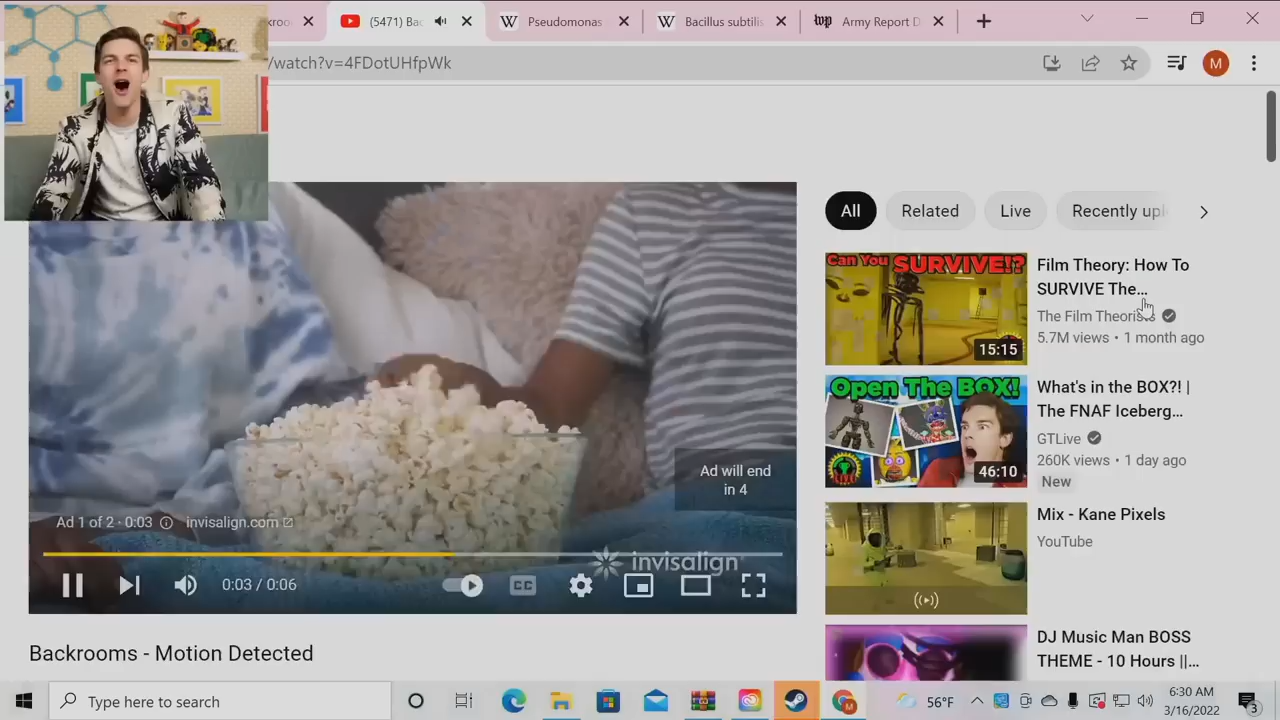 kroo
(5471) Bac
Pseudomonas
Bacillus subtilis
Army Report D
/watch?v=4FDotUHfpWk
M
All
Related
Live
Recently upl
Can You SURVIVE!?
15:15
Film Theory: How To
SURVIVE The...
The Film Theorists
5.7M views • 1 month ago
Open The BOX!
46:10
What's in the BOX?! |
The FNAF Iceberg...
GTLive
260K views • 1 day ago
New
Mix - Kane Pixels
YouTube
DJ Music Man BOSS
THEME - 10 Hours ||...
Ad will end
in 4
Ad 1 of 2 · 0:03
invisalign.com
invisalign
0:03 / 0:06
CC
Backrooms - Motion Detected
Type here to search
M
56°F
6:30 AM
3/16/2022
3